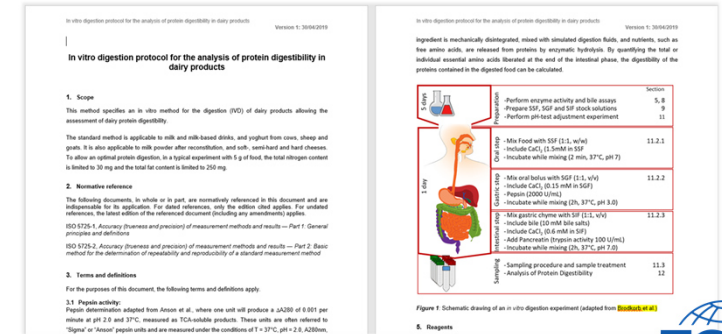 In vitro digestion protocol for the analysis of protein digestibility in dairy products
Version 1: 30/04/2019
In vitro digestion protocol for the analysis of protein digestibility in
dairy products
1. Scope
This method specifies an in vitro method for the digestion (IVD) of dairy products allowing the
assessment of dairy protein digestibility.
The standard method is applicable to milk and milk-based drinks, and yoghurt from cows, sheep and
goats. It is also applicable to milk powder after reconstitution, and soft-, semi-hard and hard cheeses.
To allow an optimal protein digestion, in a typical experiment with 5 g of food, the total nitrogen content
is limited to 30 mg and the total fat content is limited to 250 mg.
2. Normative reference
The following documents, in whole or in part, are normatively referenced in this document and are
indispensable for its application. For dated references, only the edition cited applies. For undated
references, the latest edition of the referenced document (including any amendments) applies.
ISO 5725-1, Accuracy (trueness and precision) of measurement methods and results — Part 1: General
principles and definitions
ISO 5725-2, Accuracy (trueness and precision) of measurement methods and results — Part 2: Basic
method for the determination of repeatability and reproducibility of a standard measurement method
3. Terms and definitions
For the purposes of this document, the following terms and definitions apply.
3.1 Pepsin activity:
Pepsin determination adapted from Anson et al., where one unit will produce a ΔA280 of 0.001 per
minute at pH 2.0 and 37°C, measured as TCA-soluble products. These units are often referred to
"Sigma" or "Anson" pepsin units and are measured under the conditions of T = 37°C, pH = 2.0, A280nm,
In vitro digestion protocol for the analysis of protein digestibility in dairy products
Version 1: 30/04/2019
ingredient is mechanically disintegrated, mixed with simulated digestion fluids, and nutrients, such as
free amino acids, are released from proteins by enzymatic hydrolysis. By quantifying the total or
individual essential amino acids liberated at the end of the intestinal phase, the digestibility of the
proteins contained in the digested food can be calculated.
Section
5 days
Preparation
-Perform enzyme activity and bile assays 5, 8
-Prepare SSF, SGF and SIF stock solutions 9
-Perform pH-test adjustment experiment 11
1 day
Oral step
-Mix Food with SSF (1:1, w/w) 11.2.1
-Include CaCl₂ (1.5mM in SSF
-Incubate while mixing (2 min, 37°C, pH 7)
Gastric step
-Mix oral bolus with SGF (1:1, v/v) 11.2.2
-Include CaCl₂ (0.15 mM in SGF)
-Pepsin (2000 U/mL)
-Incubate while mixing (2h, 37°C, pH 3.0)
Intestinal step
-Mix gastric chyme with SIF (1:1, v/v) 11.2.3
-Include bile (10 mM bile salts)
-Include CaCl₂ (0.6 mM in SIF)
-Add Pancreatin (trypsin activity 100 U/mL)
-Incubate while mixing (2h, 37°C, pH 7.0)
Sampling
-Sampling procedure and sample treatment 11.3
-Analysis of Protein Digestibility 12
Figure 1: Schematic drawing of an in vitro digestion experiment (adapted from Brodkorb et al.)
5. Reagents